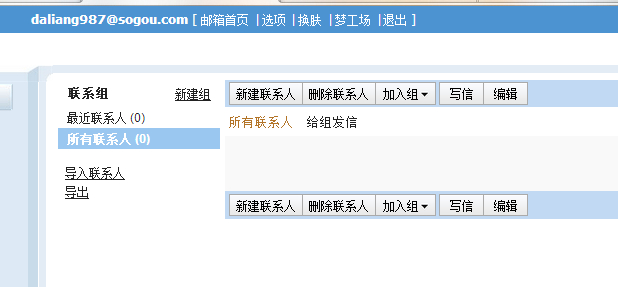 daliang987@sogou.com [ 邮箱首页 | 选项 | 换肤 | 梦工场 | 退出 ]
联系组 新建组
最近联系人 (0)
所有联系人 (0)
导入联系人
导出
新建联系人 删除联系人 加入组 写信 编辑
所有联系人 给组发信
新建联系人 删除联系人 加入组 写信 编辑